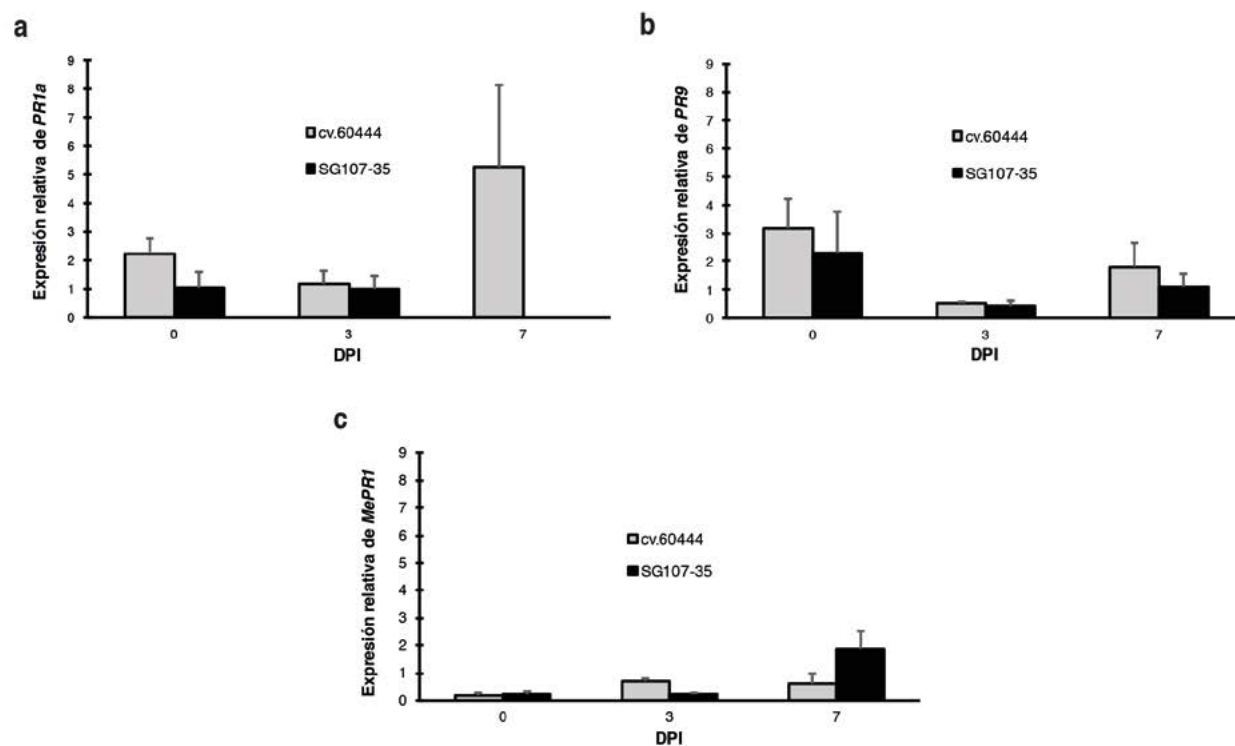 a
Expresión relativa de PR1a
9
8
7
6
5
4
3
2
1
0
cv.60444
SG107-35
0 3 7
DPI
b
Expresión relativa de PR9
9
8
7
6
5
4
3
2
1
0
cv.60444
SG107-35
0 3 7
DPI
c
Expresión relativa de MePR1
9
8
7
6
5
4
3
2
1
0
cv.60444
SG107-35
0 3 7
DPI